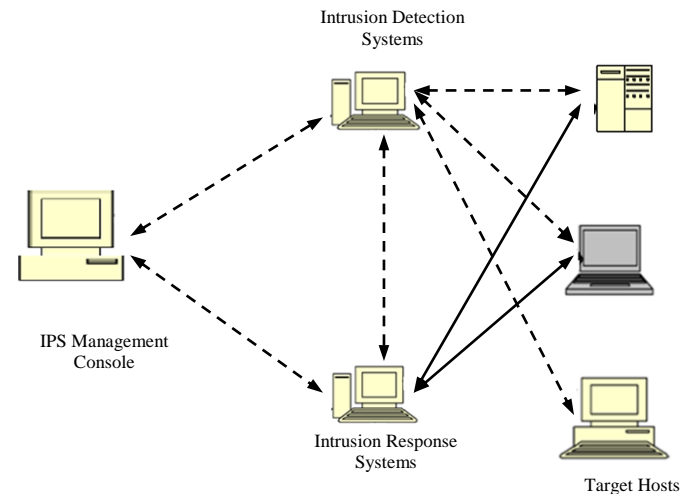 Intrusion Detection
Systems
IPS Management
Console
Intrusion Response
Systems
Target Hosts